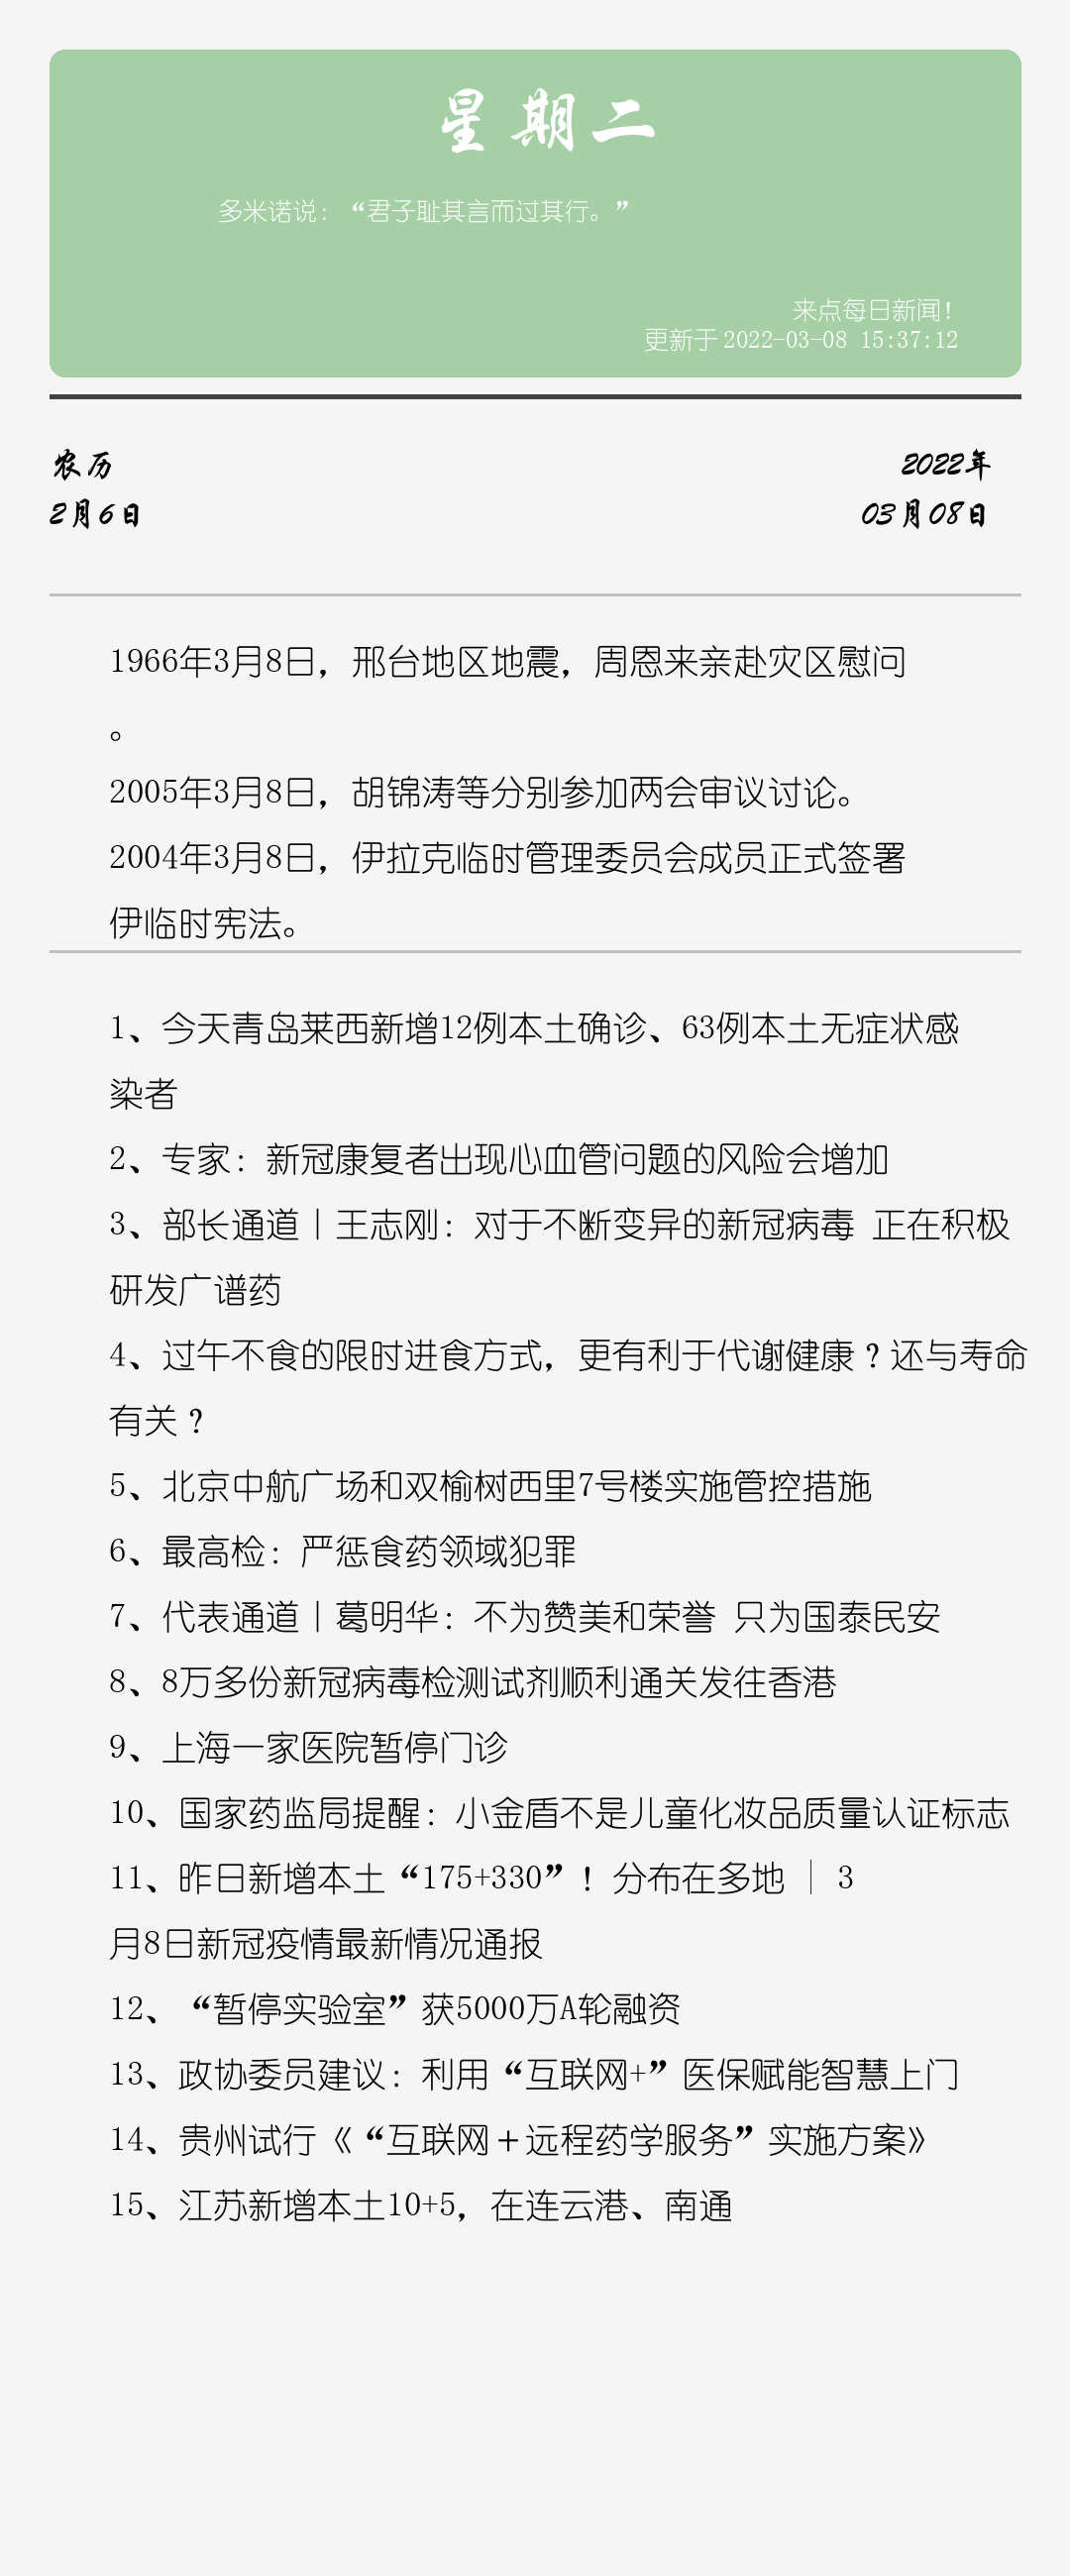 星期二
多米诺说：“君子耻其言而过其行。”
来点每日新闻！
更新于 2022-03-08 15:37:12
农历
2022年
2月6日
03月08日
1966年3月8日，邢台地区地震，周恩来亲赴灾区慰问
。
2005年3月8日，胡锦涛等分别参加两会审议讨论。
2004年3月8日，伊拉克临时管理委员会成员正式签署
伊临时宪法。
1、今天青岛莱西新增12例本土确诊、63例本土无症状感
染者
2、专家：新冠康复者出现心血管问题的风险会增加
3、部长通道丨王志刚：对于不断变异的新冠病毒 正在积极
研发广谱药
4、过午不食的限时进食方式，更有利于代谢健康？还与寿命
有关？
5、北京中航广场和双榆树西里7号楼实施管控措施
6、最高检：严惩食药领域犯罪
7、代表通道丨葛明华：不为赞美和荣誉 只为国泰民安
8、8万多份新冠病毒检测试剂顺利通关发往香港
9、上海一家医院暂停门诊
10、国家药监局提醒：小金盾不是儿童化妆品质量认证标志
11、昨日新增本土“175+330”！分布在多地 | 3
月8日新冠疫情最新情况通报
12、“暂停实验室”获5000万A轮融资
13、政协委员建议：利用“互联网+”医保赋能智慧上门
14、贵州试行《“互联网＋远程药学服务”实施方案》
15、江苏新增本土10+5，在连云港、南通